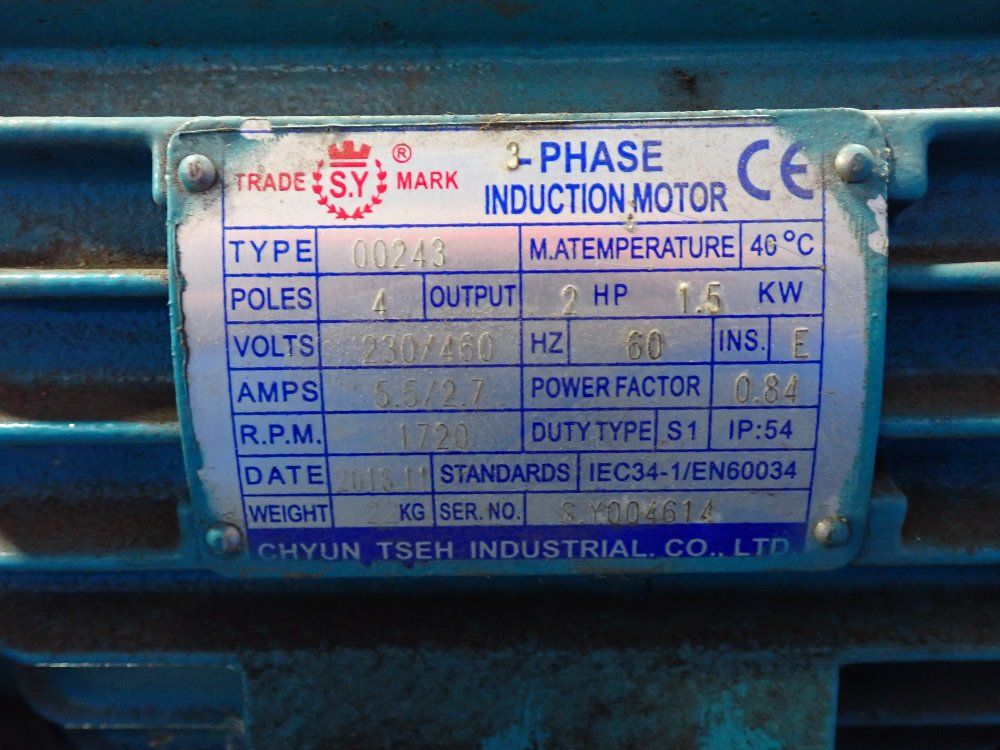 TRADE S.Y ® MARK
3-PHASE
INDUCTION MOTOR
CE
TYPE 00243 M.ATEMPERATURE 40°C
POLES 4 OUTPUT 2 HP 1.5 KW
VOLTS 230/460 HZ 60 INS. E
AMPS 5.5/2.7 POWER FACTOR 0.84
R.P.M. 1720 DUTY TYPE S1 IP:54
DATE STANDARDS IEC34-1/EN60034
WEIGHT KG SER. NO. S.Y004614
CHYUN TSEH INDUSTRIAL. CO., LTD.